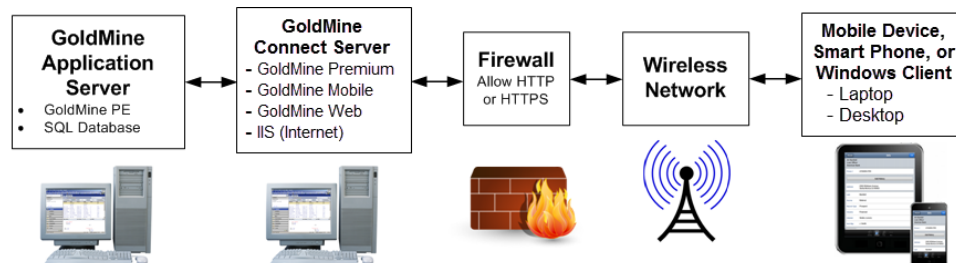 GoldMine
Application
Server
• GoldMine PE
• SQL Database
GoldMine
Connect Server
- GoldMine Premium
- GoldMine Mobile
- GoldMine Web
- IIS (Internet)
Firewall
Allow HTTP
or HTTPS
Wireless
Network
Mobile Device,
Smart Phone, or
Windows Client
- Laptop
- Desktop